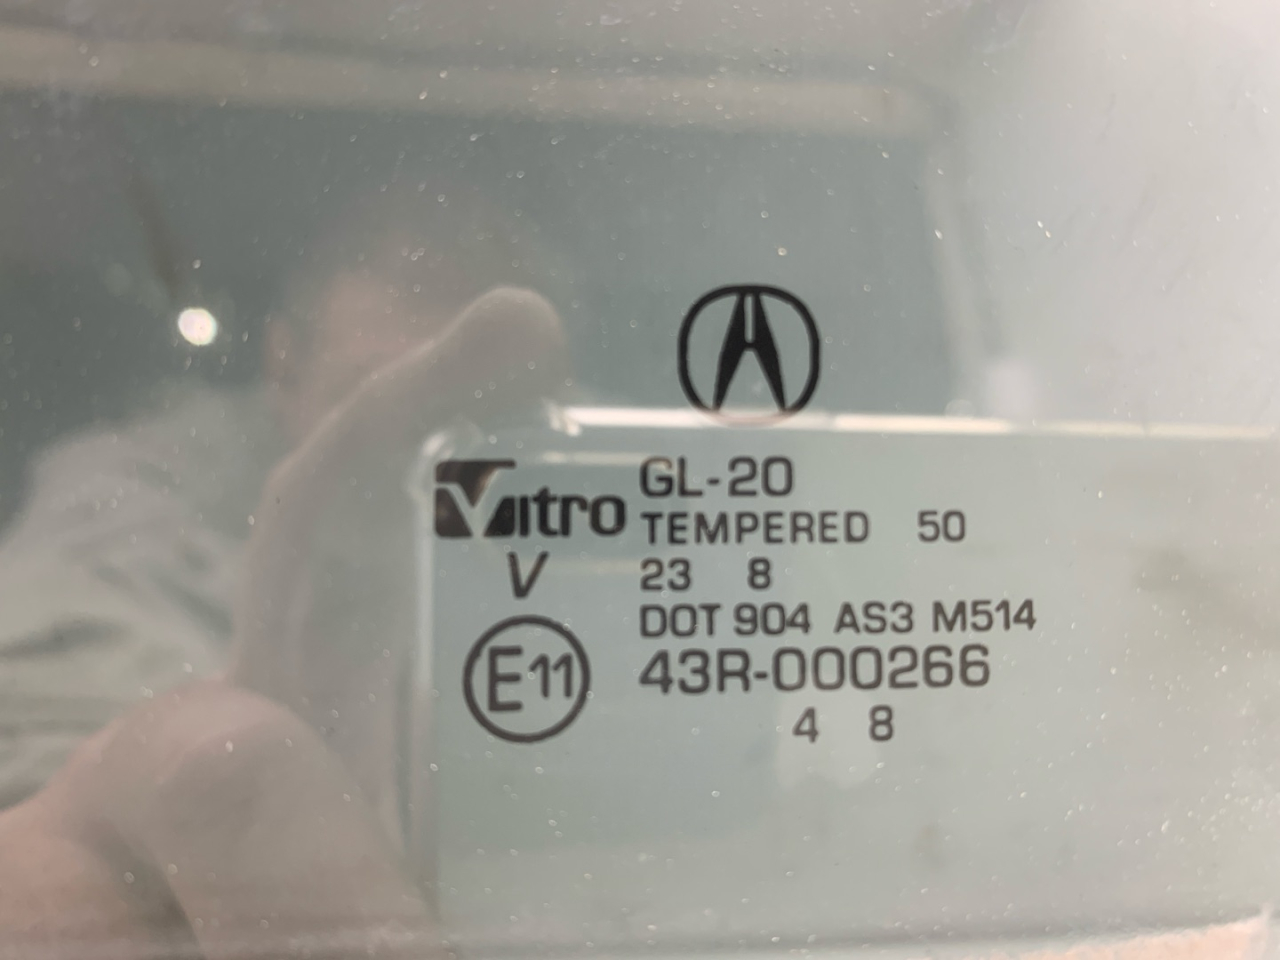 Vitro GL-20
TEMPERED 50
V 23 8
DOT 904 AS3 M514
E11 43R-000266
4 8